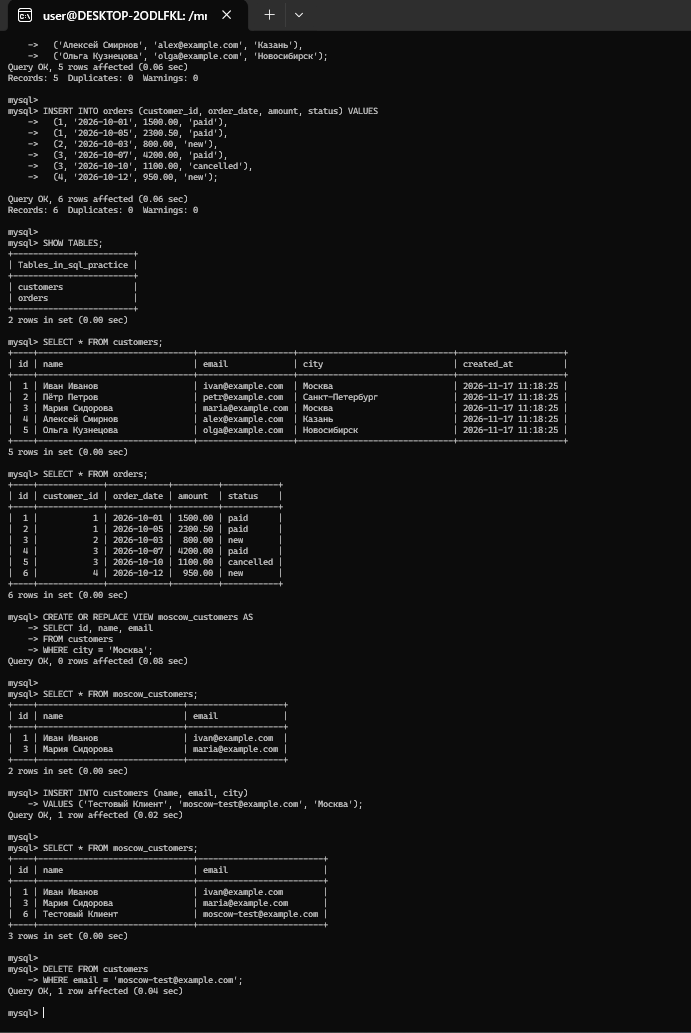 user@DESKTOP-2ODLFKL: /mn
    ->   ('Алексей Смирнов', 'alex@example.com', 'Казань'),
    ->   ('Ольга Кузнецова', 'olga@example.com', 'Новосибирск');
Query OK, 5 rows affected (0.06 sec)
Records: 5  Duplicates: 0  Warnings: 0

mysql>
mysql> INSERT INTO orders (customer_id, order_date, amount, status) VALUES
    ->   (1, '2026-10-01', 1500.00, 'paid'),
    ->   (1, '2026-10-05', 2300.50, 'paid'),
    ->   (2, '2026-10-03', 800.00, 'new'),
    ->   (3, '2026-10-07', 4200.00, 'paid'),
    ->   (3, '2026-10-10', 1100.00, 'cancelled'),
    ->   (4, '2026-10-12', 950.00, 'new');

Query OK, 6 rows affected (0.06 sec)
Records: 6  Duplicates: 0  Warnings: 0

mysql>
mysql> SHOW TABLES;
+------------------------+
| Tables_in_sql_practice |
+------------------------+
| customers              |
| orders                 |
+------------------------+
2 rows in set (0.00 sec)

mysql> SELECT * FROM customers;
+----+-------------------------------+-------------------+-------------------------------+---------------------+
| id | name                          | email             | city                          | created_at          |
+----+-------------------------------+-------------------+-------------------------------+---------------------+
|  1 | Иван Иванов                   | ivan@example.com  | Москва                        | 2026-11-17 11:18:25 |
|  2 | Пётр Петров                   | petr@example.com  | Санкт-Петербург               | 2026-11-17 11:18:25 |
|  3 | Мария Сидорова                | maria@example.com | Москва                        | 2026-11-17 11:18:25 |
|  4 | Алексей Смирнов               | alex@example.com  | Казань                        | 2026-11-17 11:18:25 |
|  5 | Ольга Кузнецова               | olga@example.com  | Новосибирск                   | 2026-11-17 11:18:25 |
+----+-------------------------------+-------------------+-------------------------------+---------------------+
5 rows in set (0.00 sec)

mysql> SELECT * FROM orders;
+----+-------------+------------+---------+-----------+
| id | customer_id | order_date | amount  | status    |
+----+-------------+------------+---------+-----------+
|  1 |           1 | 2026-10-01 | 1500.00 | paid      |
|  2 |           1 | 2026-10-05 | 2300.50 | paid      |
|  3 |           2 | 2026-10-03 |  800.00 | new       |
|  4 |           3 | 2026-10-07 | 4200.00 | paid      |
|  5 |           3 | 2026-10-10 | 1100.00 | cancelled |
|  6 |           4 | 2026-10-12 |  950.00 | new       |
+----+-------------+------------+---------+-----------+
6 rows in set (0.00 sec)

mysql> CREATE OR REPLACE VIEW moscow_customers AS
    -> SELECT id, name, email
    -> FROM customers
    -> WHERE city = 'Москва';
Query OK, 0 rows affected (0.08 sec)

mysql>
mysql> SELECT * FROM moscow_customers;
+----+-----------------------------+-------------------+
| id | name                        | email             |
+----+-----------------------------+-------------------+
|  1 | Иван Иванов                 | ivan@example.com  |
|  3 | Мария Сидорова              | maria@example.com |
+----+-----------------------------+-------------------+
2 rows in set (0.00 sec)

mysql> INSERT INTO customers (name, email, city)
    -> VALUES ('Тестовый Клиент', 'moscow-test@example.com', 'Москва');
Query OK, 1 row affected (0.02 sec)

mysql>
mysql> SELECT * FROM moscow_customers;
+----+-------------------------------+-------------------------+
| id | name                          | email                   |
+----+-------------------------------+-------------------------+
|  1 | Иван Иванов                   | ivan@example.com        |
|  3 | Мария Сидорова                | maria@example.com       |
|  6 | Тестовый Клиент               | moscow-test@example.com |
+----+-------------------------------+-------------------------+
3 rows in set (0.00 sec)

mysql>
mysql> DELETE FROM customers
    -> WHERE email = 'moscow-test@example.com';
Query OK, 1 row affected (0.04 sec)

mysql>